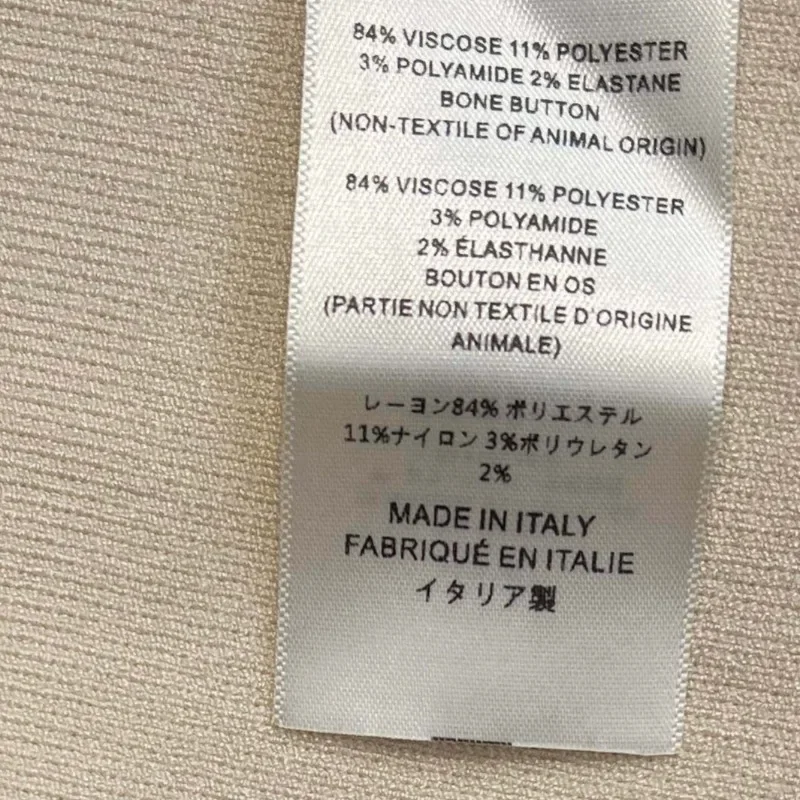 84% VISCOSE 11% POLYESTER
3% POLYAMIDE 2% ELASTANE
BONE BUTTON
(NON-TEXTILE OF ANIMAL ORIGIN)
84% VISCOSE 11% POLYESTER
3% POLYAMIDE
2% ÉLASTHANNE
BOUTON EN OS
(PARTIE NON TEXTILE D'ORIGINE
ANIMALE)
レーヨン84% ポリエステル
11%ナイロン 3%ポリウレタン
2%
MADE IN ITALY
FABRIQUÉ EN ITALIE
イタリア製